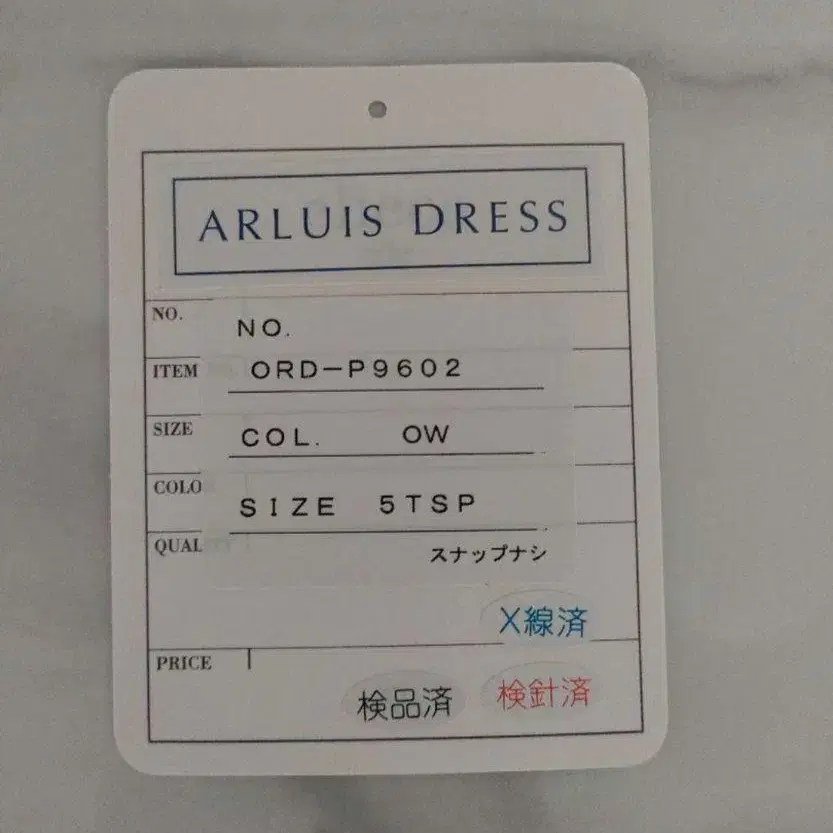 ARLUIS DRESS
NO.
NO.
ITEM ORD-P9602
SIZE
COL. OW
COLO
SIZE 5TSP
QUAL
スナップナシ
X線済
PRICE
検品済 検針済